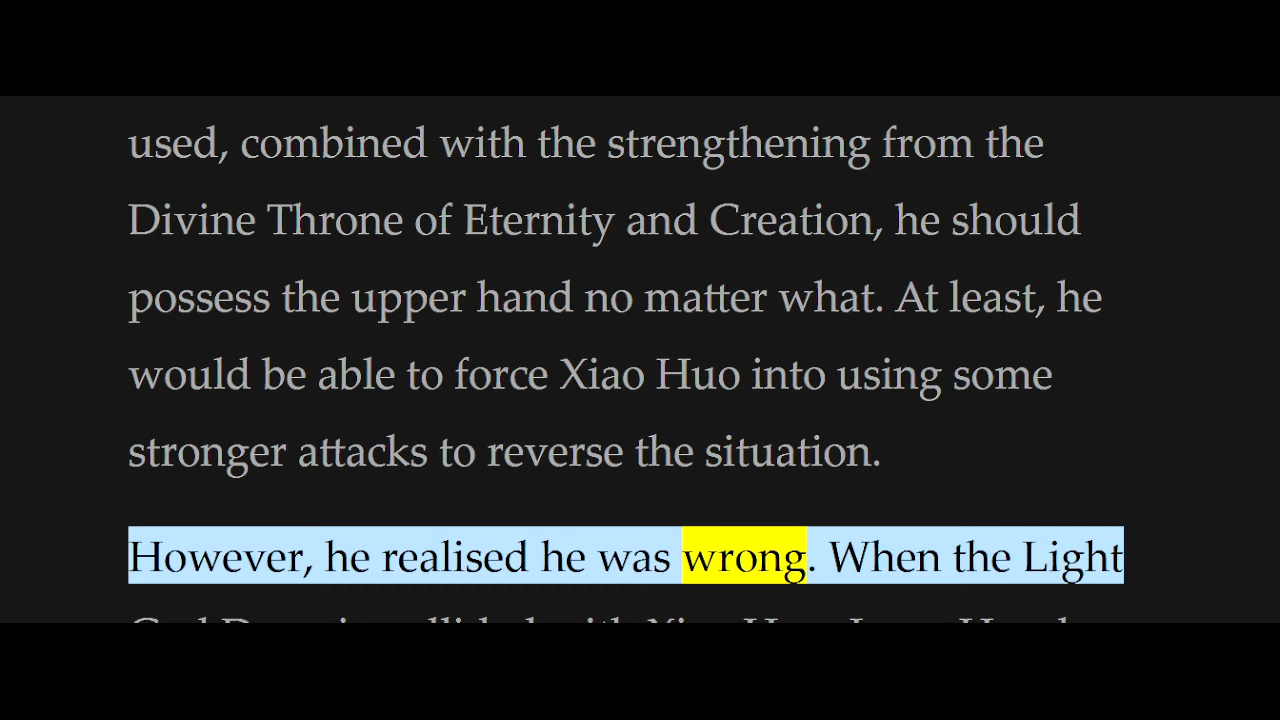 used, combined with the strengthening from the
Divine Throne of Eternity and Creation, he should
possess the upper hand no matter what. At least, he
would be able to force Xiao Huo into using some
stronger attacks to reverse the situation.
However, he realised he was wrong. When the Light